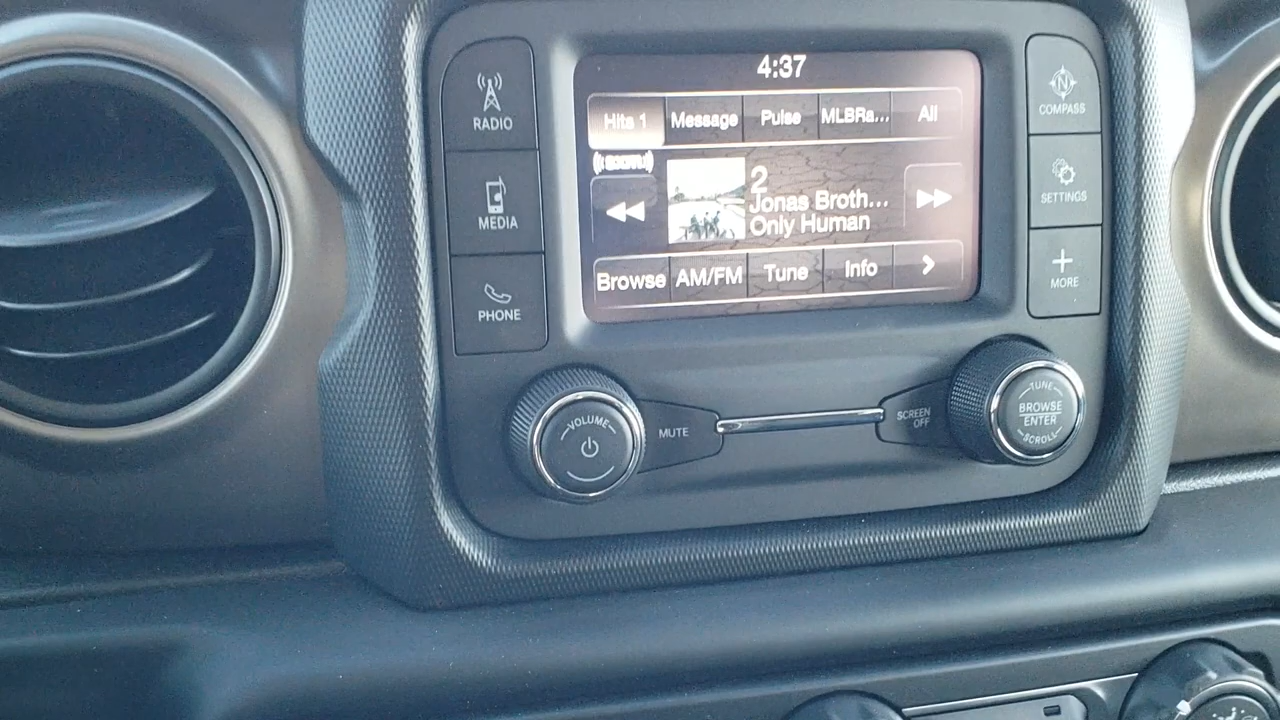 4:37
RADIO
MEDIA
PHONE
Hits 1
Message
Pulse
MLBRa...
All
2
Jonas Broth...
Only Human
Browse
AM/FM
Tune
Info
N
COMPASS
SETTINGS
MORE
VOLUME
MUTE
SCREEN
OFF
TUNE
BROWSE
ENTER
SCROLL